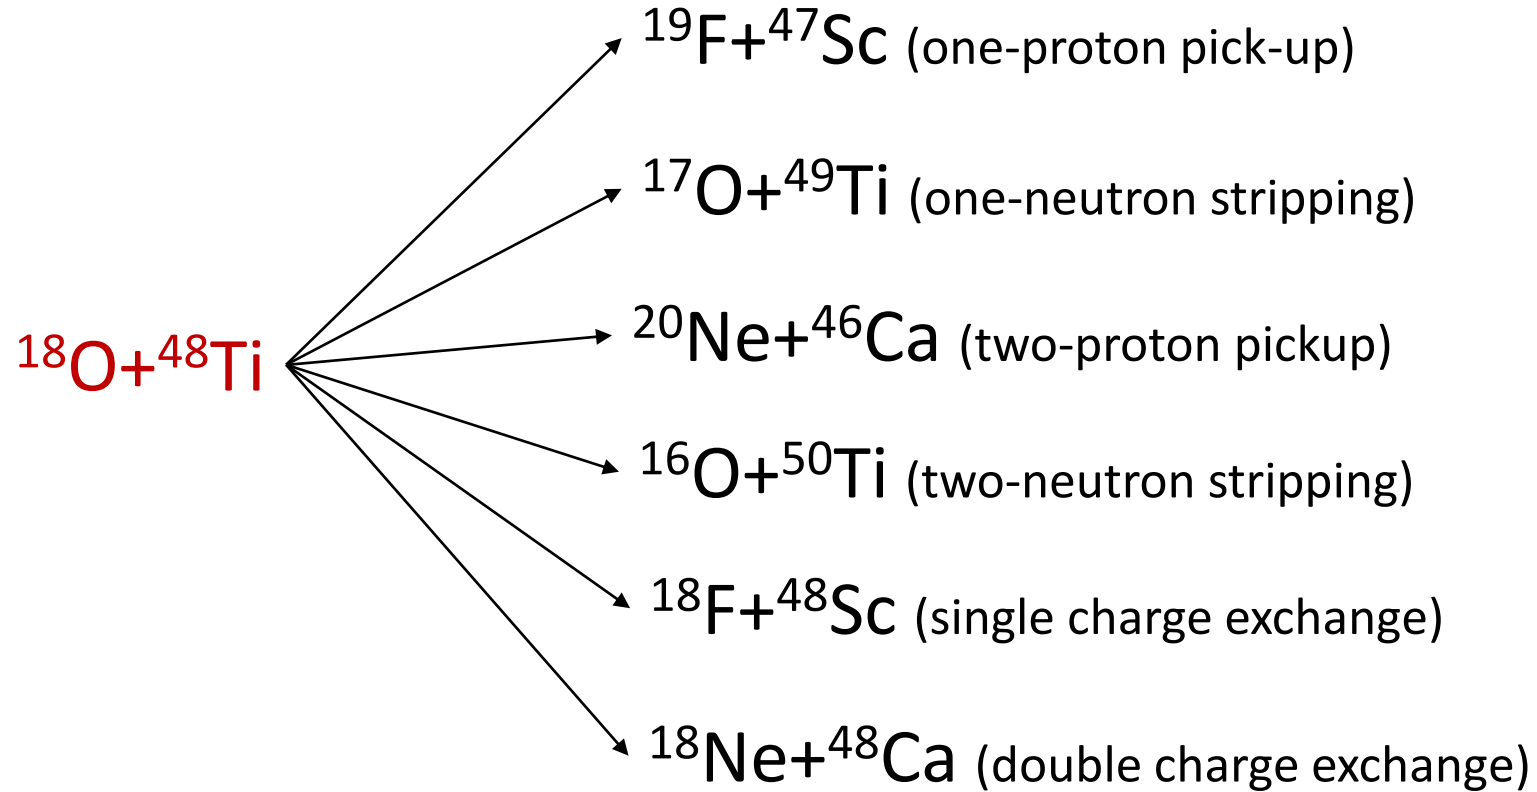 ¹⁹F+⁴⁷Sc (one-proton pick-up)
¹⁷O+⁴⁹Ti (one-neutron stripping)
²⁰Ne+⁴⁶Ca (two-proton pickup)
¹⁸O+⁴⁸Ti
¹⁶O+⁵⁰Ti (two-neutron stripping)
¹⁸F+⁴⁸Sc (single charge exchange)
¹⁸Ne+⁴⁸Ca (double charge exchange)